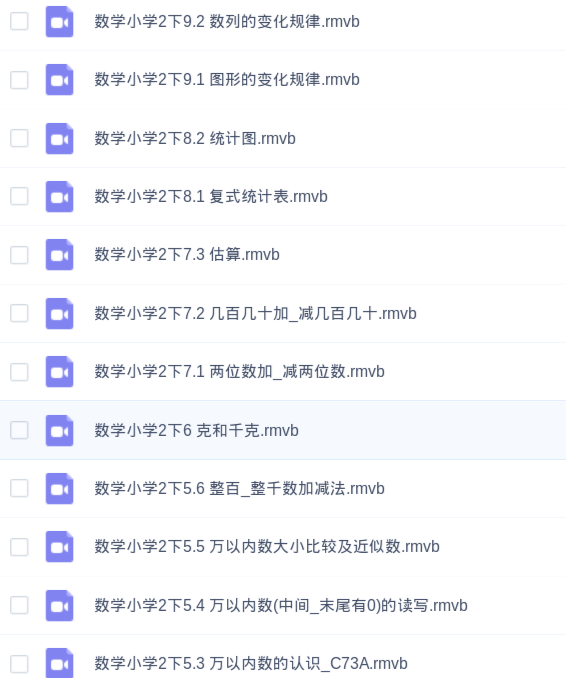 数学小学2下9.2 数列的变化规律.rmvb
数学小学2下9.1 图形的变化规律.rmvb
数学小学2下8.2 统计图.rmvb
数学小学2下8.1 复式统计表.rmvb
数学小学2下7.3 估算.rmvb
数学小学2下7.2 几百几十加_减几百几十.rmvb
数学小学2下7.1 两位数加_减两位数.rmvb
数学小学2下6 克和千克.rmvb
数学小学2下5.6 整百_整千数加减法.rmvb
数学小学2下5.5 万以内数大小比较及近似数.rmvb
数学小学2下5.4 万以内数(中间_末尾有0)的读写.rmvb
数学小学2下5.3 万以内数的认识_C73A.rmvb